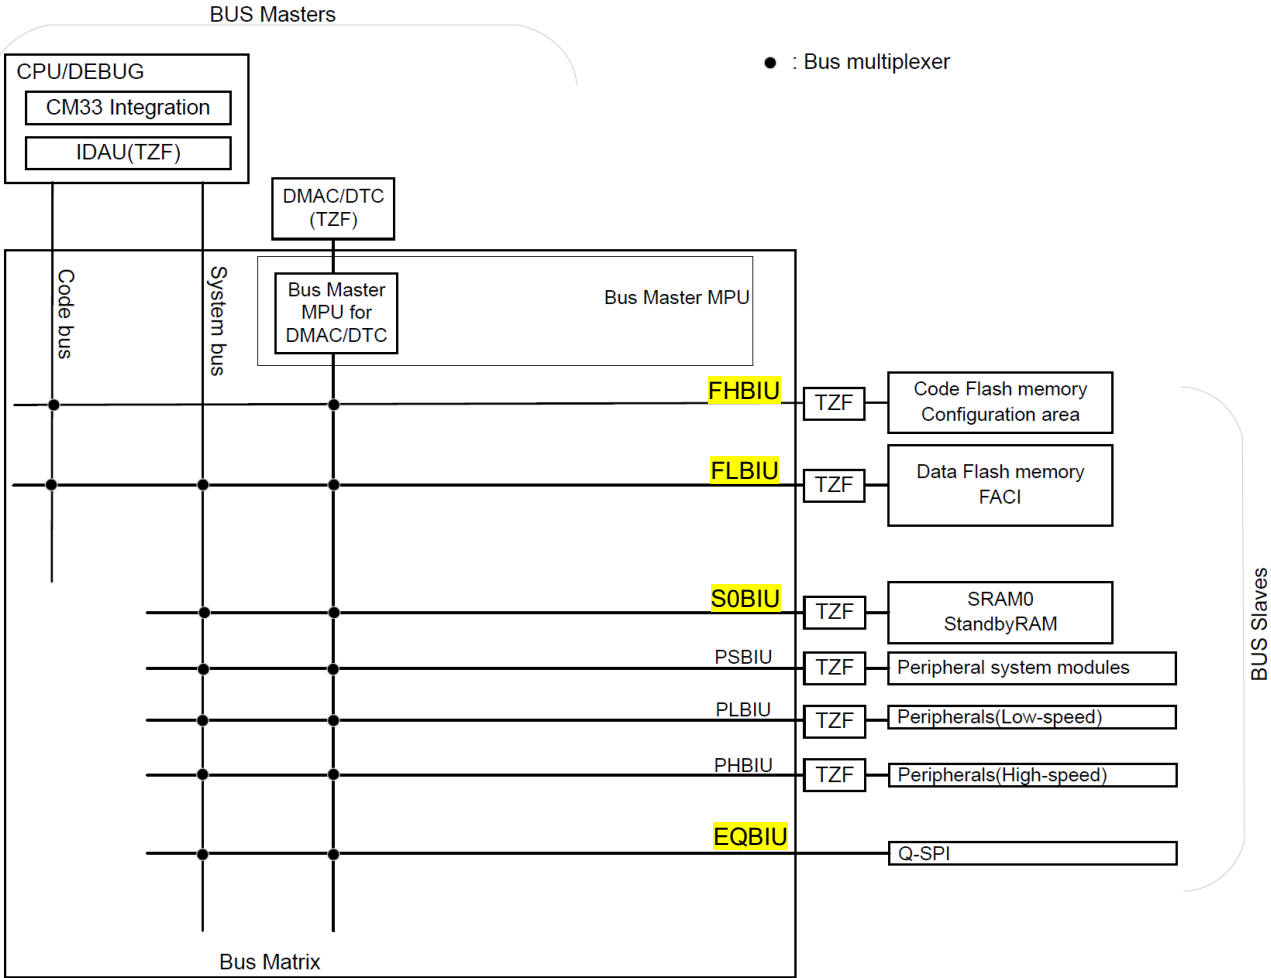 BUS Masters
: Bus multiplexer
CPU/DEBUG
CM33 Integration
IDAU(TZF)
DMAC/DTC
(TZF)
Code bus
System bus
Bus Master
MPU for
DMAC/DTC
Bus Master MPU
FHBIU
TZF
Code Flash memory
Configuration area
FLBIU
TZF
Data Flash memory
FACI
S0BIU
TZF
SRAM0
StandbyRAM
PSBIU
TZF
Peripheral system modules
PLBIU
TZF
Peripherals(Low-speed)
PHBIU
TZF
Peripherals(High-speed)
EQBIU
Q-SPI
BUS Slaves
Bus Matrix